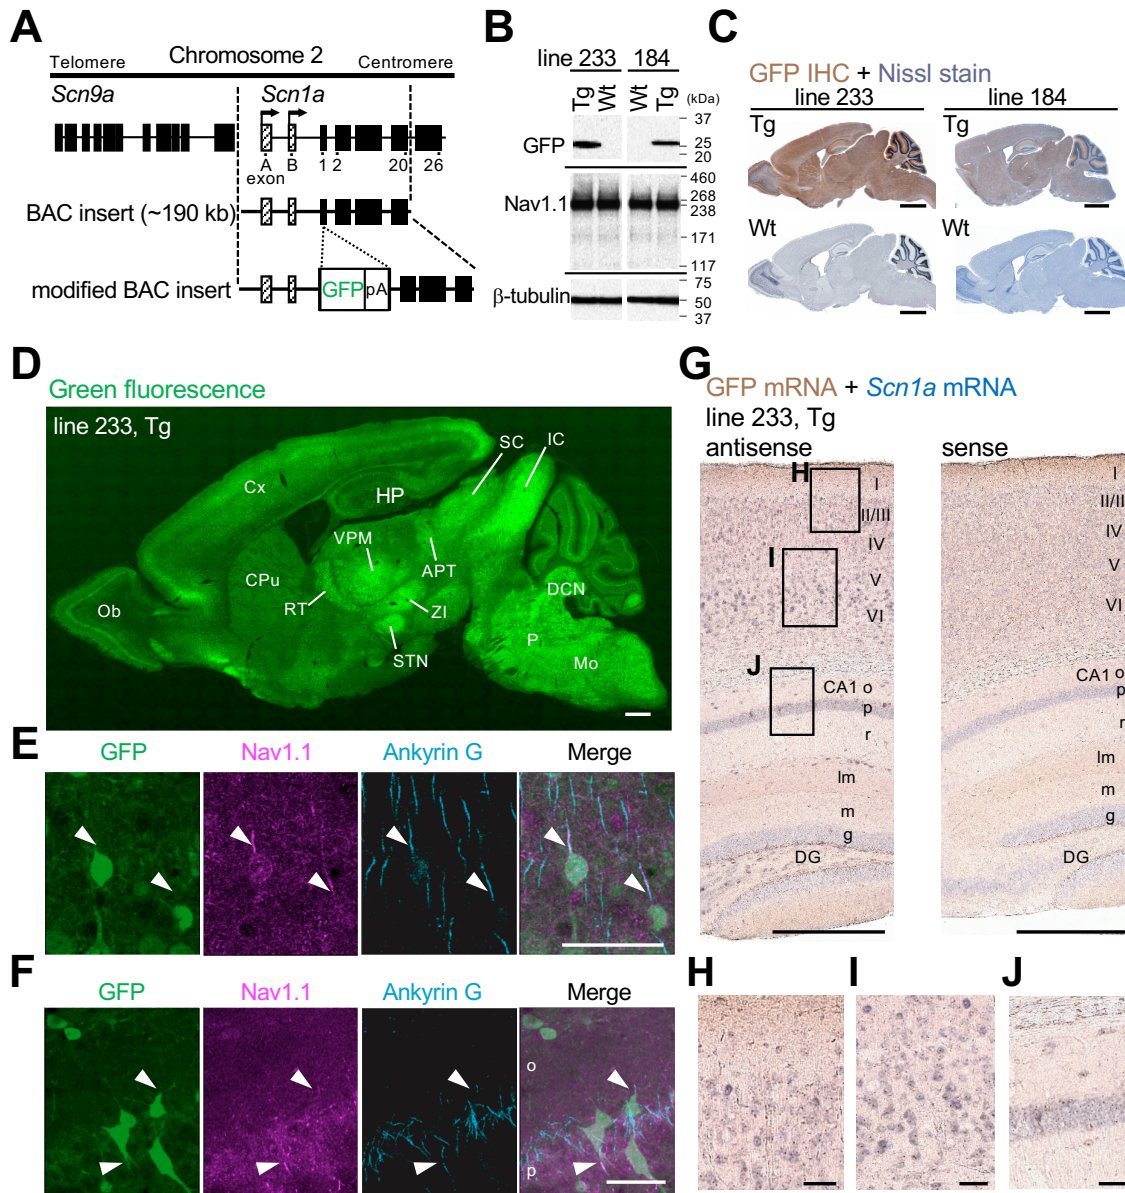 A
Chromosome 2
Telomere
Centromere
Scn9a
Scn1a
A B 1 2 20 26
exon
BAC insert (~190 kb)
modified BAC insert
GFP pA
B
line 233 184
Tg Wt Wt Tg
(kDa)
GFP
37
25
20
Nav1.1
460
268
238
171
117
β-tubulin
75
50
37
C
GFP IHC + Nissl stain
line 233 line 184
Tg Tg
Wt Wt
D
Green fluorescence
line 233, Tg
SC IC
Cx
HP
VPM
APT
CPu
DCN
Ob
RT
ZI
P
STN
Mo
E
GFP Nav1.1 Ankyrin G Merge
F
GFP Nav1.1 Ankyrin G Merge
o
p
G
GFP mRNA + Scn1a mRNA
line 233, Tg
antisense sense
H
I
II/III
IV
I
V
VI
J
CA1 o
p
r
lm
m
g
DG
I
II/II
IV
V
VI
CA1 o
p
r
lm
m
g
DG
H I J